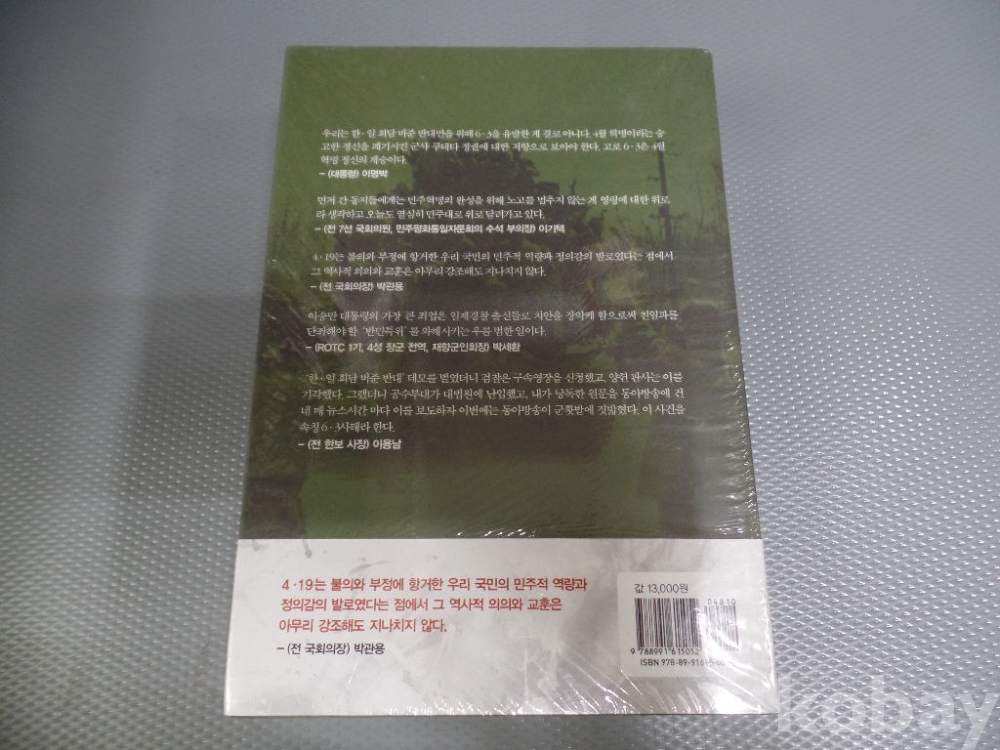 우리는 한·일 회담 비준 반대만을 위해 6·3을 유발한 게 결코 아니다. 4월 혁명이라는 숭
고한 정신을 폐기시킨 군사 쿠데타 정권에 대한 저항으로 보아야 한다. 고로 6·3은 4월
혁명 정신의 계승이다.
- (대통령) 이명박
먼저 간 동지들에게는 민주혁명의 완성을 위해 노고를 멈추지 않는 게 영령에 대한 위로
라 생각하고 오늘도 열심히 민주대로 위로 달려가고 있다.
- (전 7선 국회의원, 민주평화통일자문회의 수석 부의장) 이기택
4·19는 불의와 부정에 항거한 우리 국민의 민주적 역량과 정의감의 발로였다는 점에서
그 역사적 의의와 교훈은 아무리 강조해도 지나치지 않다.
- (전 국회의장) 박관용
이승만 대통령의 가장 큰 죄업은 일제경찰 출신들로 치안을 장악케 함으로써 친일파를
단죄해야 할 '반민특위'를 와해시키는 우를 범한 일이다.
- (ROTC 1기, 4성 장군 전역, 재향군인회장) 박세환
'한·일 회담 비준 반대' 데모를 벌였더니 검찰은 구속영장을 신청했고, 양헌 판사는 이를
기각했다. 그랬더니 공수부대가 대법원에 난입했고, 내가 낭독한 원문을 동아방송에 건
네 매 뉴스시간 마다 이를 보도하자 이번에는 동아방송이 군홧발에 짓밟혔다. 이 사건을
속칭 6·3사태라 한다.
- (전 한보 사장) 이용남
4·19는 불의와 부정에 항거한 우리 국민의 민주적 역량과
정의감의 발로였다는 점에서 그 역사적 의의와 교훈은
아무리 강조해도 지나치지 않다.
- (전 국회의장) 박관용
값 13,000원
04810
9 788991 615052
ISBN 978-89-91
kobay